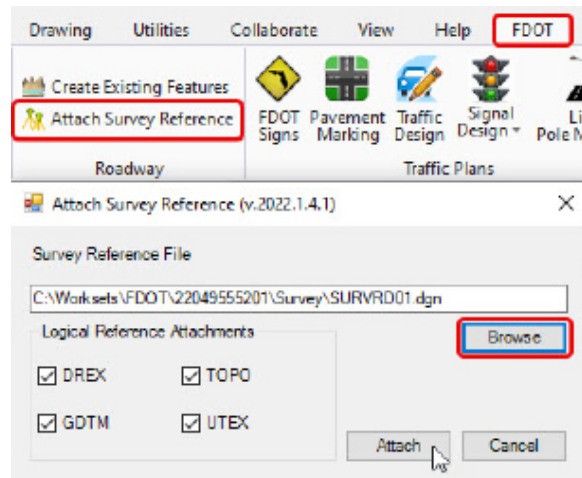 Drawing Utilities Collaborate View Help FDOT
Create Existing Features
Attach Survey Reference
FDOT Signs
Pavement Marking
Traffic Design
Signal Design
Roadway
Traffic Plans
Attach Survey Reference (v.2022.1.4.1)
Survey Reference File
C:\Worksets\FDOT\22049555201\Survey\SURVRD01.dgn
Logical Reference Attachments
Browse
DREX TOPO
GDTM UTEX
Attach Cancel